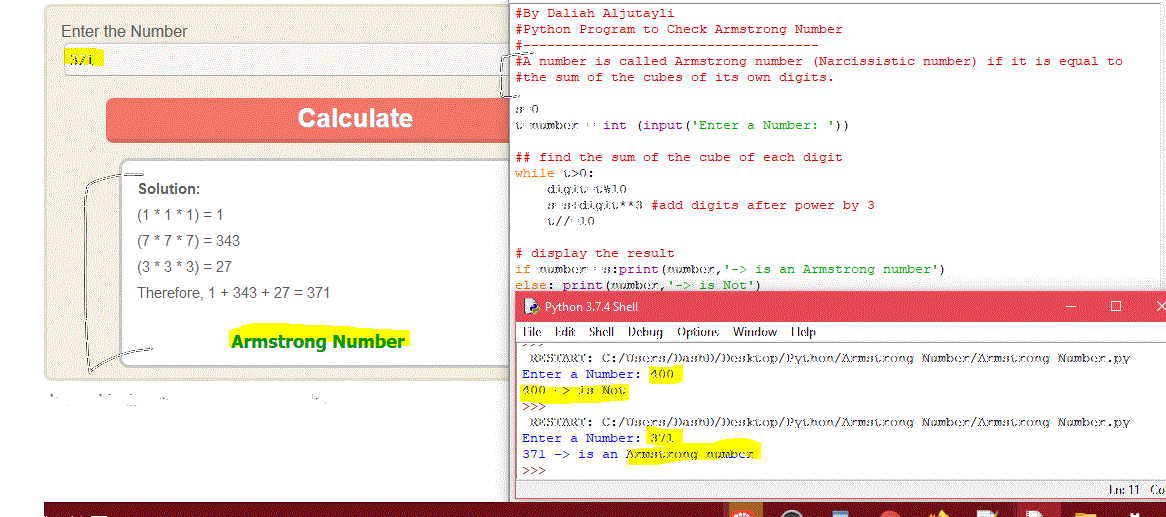 Enter the Number
371
Calculate
Solution:
(1 * 1 * 1) = 1
(7 * 7 * 7) = 343
(3 * 3 * 3) = 27
Therefore, 1 + 343 + 27 = 371
Armstrong Number
#By Daliah Aljutayli
#Python Program to Check Armstrong Number
#--------------------------------------
#A number is called Armstrong number (Narcissistic number) if it is equal to
#the sum of the cubes of its own digits.
s=0
t=number = int (input('Enter a Number: '))
## find the sum of the cube of each digit
while t>0:
digit=t%10
s=s+digit**3 #add digits after power by 3
t//=10
# display the result
if number==s:print(number,'-> is an Armstrong number')
else: print(number,'-> is Not')
Python 3.7.4 Shell
File Edit Shell Debug Options Window Help
>>>
RESTART: C:/Users/DashD/Desktop/Python/Armstrong Number/Armstrong Number.py
Enter a Number: 400
400 -> is Not
>>>
RESTART: C:/Users/DashD/Desktop/Python/Armstrong Number/Armstrong Number.py
Enter a Number: 371
371 -> is an Armstrong number
>>>
Ln: 11 Co